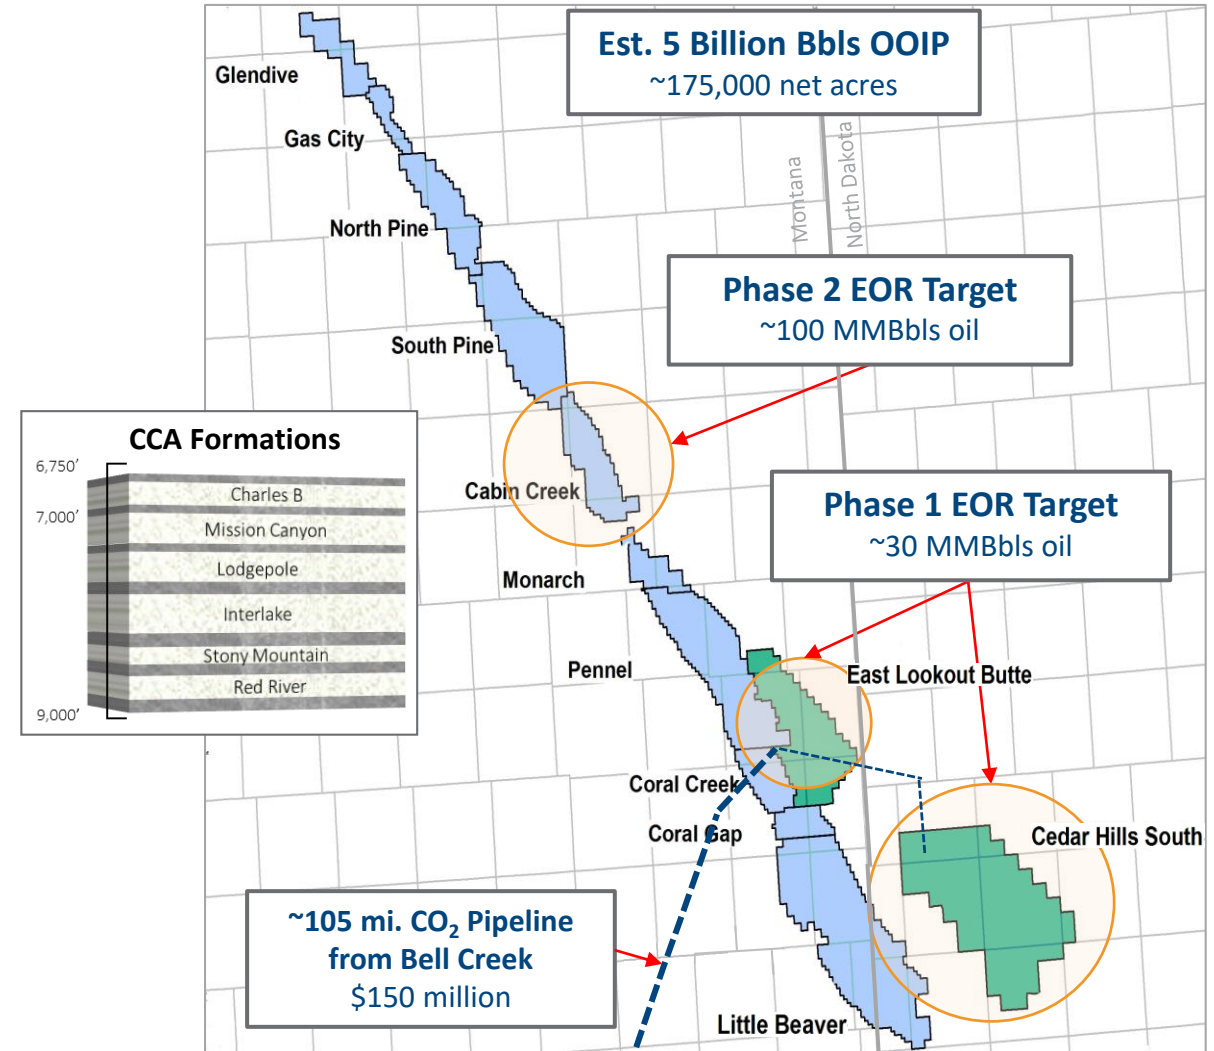 Est. 5 Billion Bbls OOIP
~175,000 net acres
Glendive
Gas City
Montana
North Dakota
North Pine
Phase 2 EOR Target
~100 MMBbls oil
South Pine
CCA Formations
6,750’
Charles B
7,000’
Mission Canyon
Lodgepole
Interlake
Stony Mountain
Red River
9,000’
Cabin Creek
Phase 1 EOR Target
~30 MMBbls oil
Monarch
Pennel
East Lookout Butte
Coral Creek
Coral Gap
Cedar Hills South
~105 mi. CO₂ Pipeline
from Bell Creek
$150 million
Little Beaver